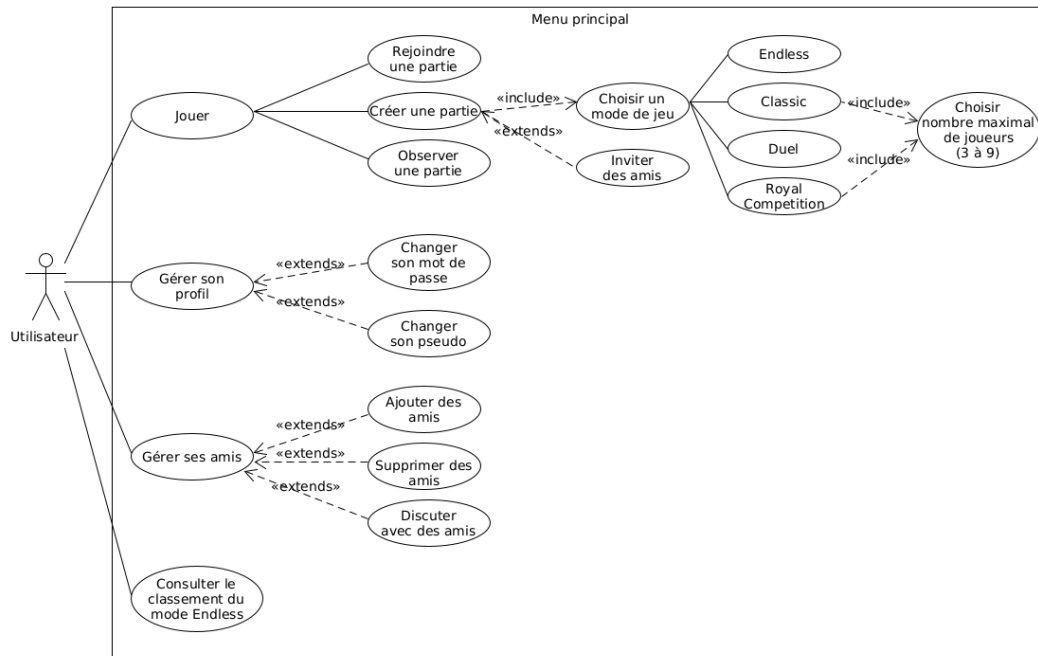 Menu principal
Rejoindre
une partie
Endless
Jouer
Créer une partie
«include»
Choisir un
mode de jeu
Classic
«include»
Choisir
nombre maximal
de joueurs
(3 à 9)
«extends»
Observer
une partie
Inviter
des amis
Duel
«include»
Royal
Competition
Utilisateur
Gérer son
profil
«extends»
Changer
son mot de
passe
«extends»
Changer
son pseudo
Gérer ses amis
«extends»
Ajouter des
amis
«extends»
Supprimer des
amis
«extends»
Discuter
avec des amis
Consulter le
classement du
mode Endless